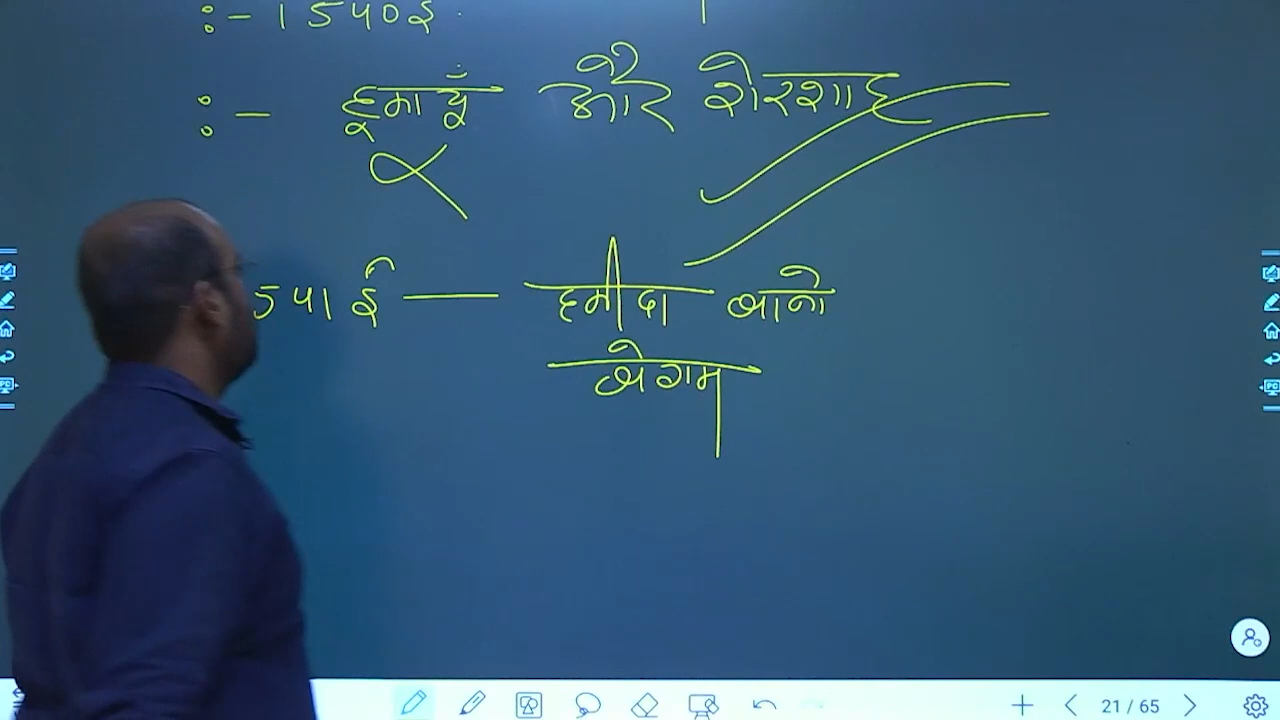 :- 1540ई
:- हूमायूँ और शेरशाह
541ई — हमीदा बानो
बेगम
21 / 65